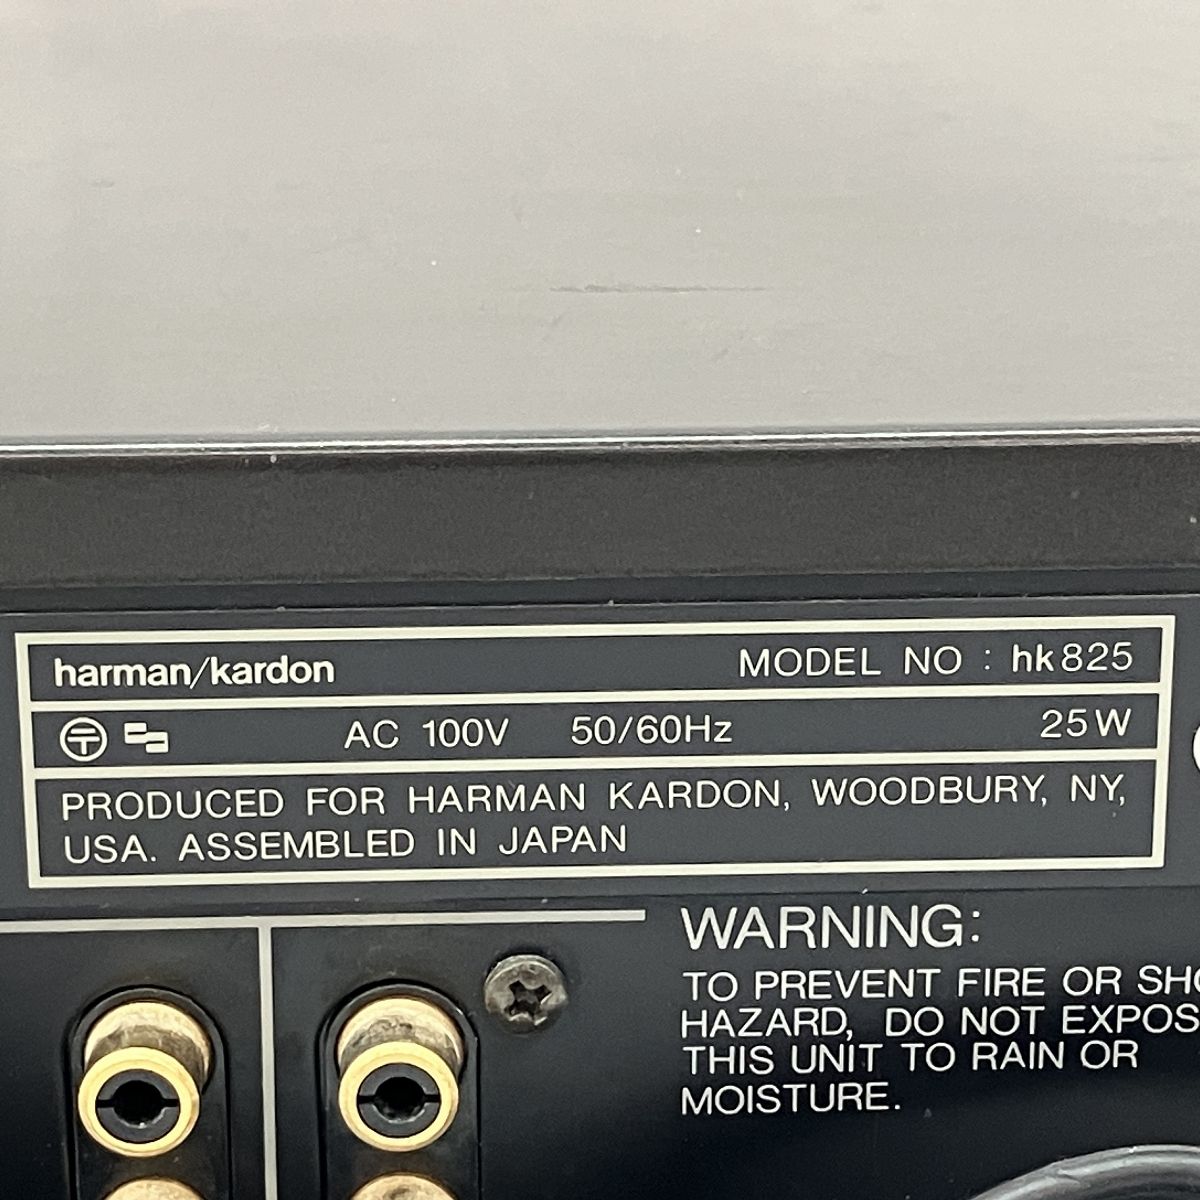 harman/kardon MODEL NO : hk825
AC 100V 50/60Hz 25W
PRODUCED FOR HARMAN KARDON, WOODBURY, NY,
USA. ASSEMBLED IN JAPAN
WARNING:
TO PREVENT FIRE OR
HAZARD, DO NOT
THIS UNIT TO RAIN OR
MOISTURE.